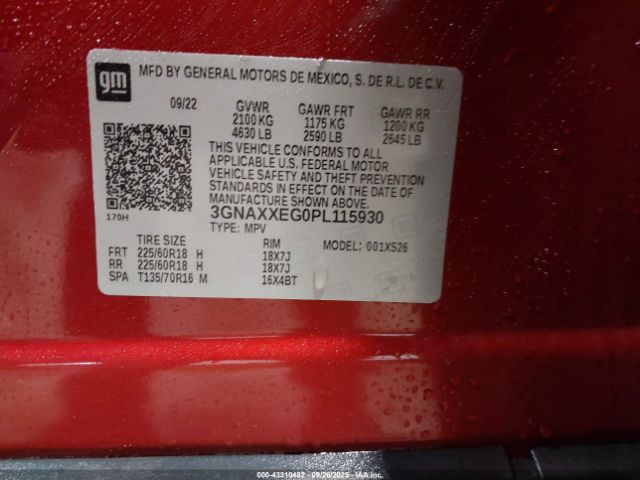 gm
MFD BY GENERAL MOTORS DE MEXICO, S. DE R.L. DE C.V.
09/22 GVWR GAWR FRT GAWR RR
2100 KG 1175 KG 1200 KG
4630 LB 2590 LB 2645 LB
THIS VEHICLE CONFORMS TO ALL
APPLICABLE U.S. FEDERAL MOTOR
VEHICLE SAFETY AND THEFT PREVENTION
STANDARDS IN EFFECT ON THE DATE OF
MANUFACTURE SHOWN ABOVE.
170H 3GNAXXEG0PL115930
TYPE: MPV
TIRE SIZE RIM MODEL: 001XS26
FRT 225/60R18 H 18X7J
RR 225/60R18 H 18X7J
SPA T135/70R16 M 16X4BT
000-43310482 - 09/26/2025 - IAAI.COM